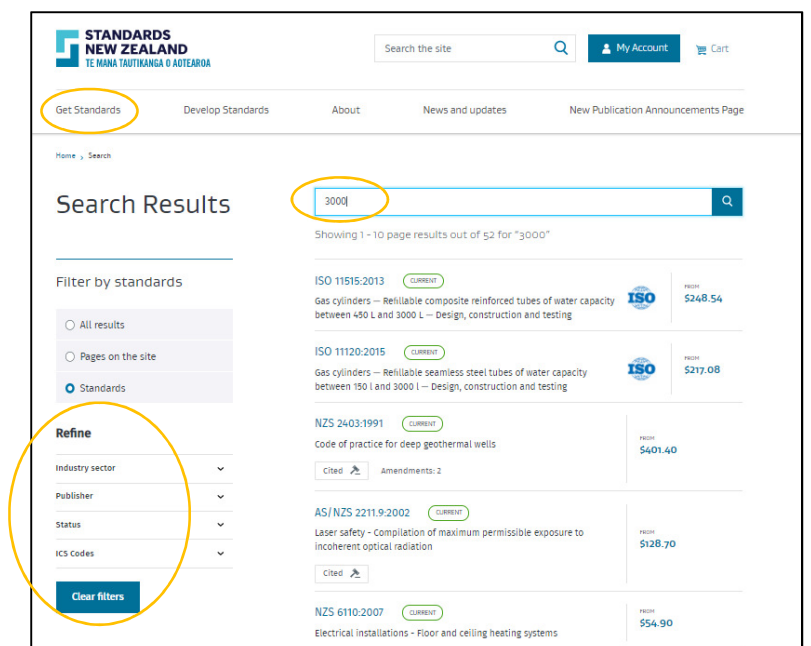 STANDARDS
NEW ZEALAND
TE MANA TAUTIKANGA O AOTEAROA
Search the site
My Account
Cart
Get Standards
Develop Standards
About
News and updates
New Publication Announcements Page
Home > Search
Search Results
3000
Showing 1 - 10 page results out of 52 for "3000"
Filter by standards
All results
Pages on the site
Standards
Refine
Industry sector
Publisher
Status
ICS Codes
Clear filters
ISO 11515:2013 CURRENT
Gas cylinders — Refillable composite reinforced tubes of water capacity
between 450 L and 3000 L — Design, construction and testing
ISO
FROM
$248.54
ISO 11120:2015 CURRENT
Gas cylinders — Refillable seamless steel tubes of water capacity
between 150 l and 3000 l — Design, construction and testing
ISO
FROM
$217.08
NZS 2403:1991 CURRENT
Code of practice for deep geothermal wells
Cited Amendments: 2
FROM
$401.40
AS/NZS 2211.9:2002 CURRENT
Laser safety - Compilation of maximum permissible exposure to
incoherent optical radiation
Cited
FROM
$128.70
NZS 6110:2007 CURRENT
Electrical installations - Floor and ceiling heating systems
FROM
$54.90